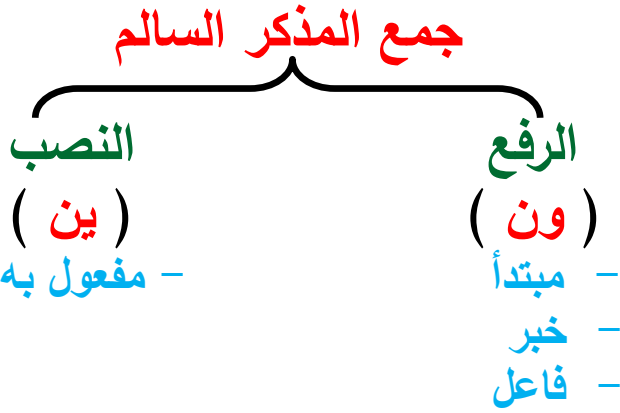 جمع المذكر السالم
الرفع
( ون )
- مبتدأ
- خبر
- فاعل
النصب
( ين )
- مفعول به